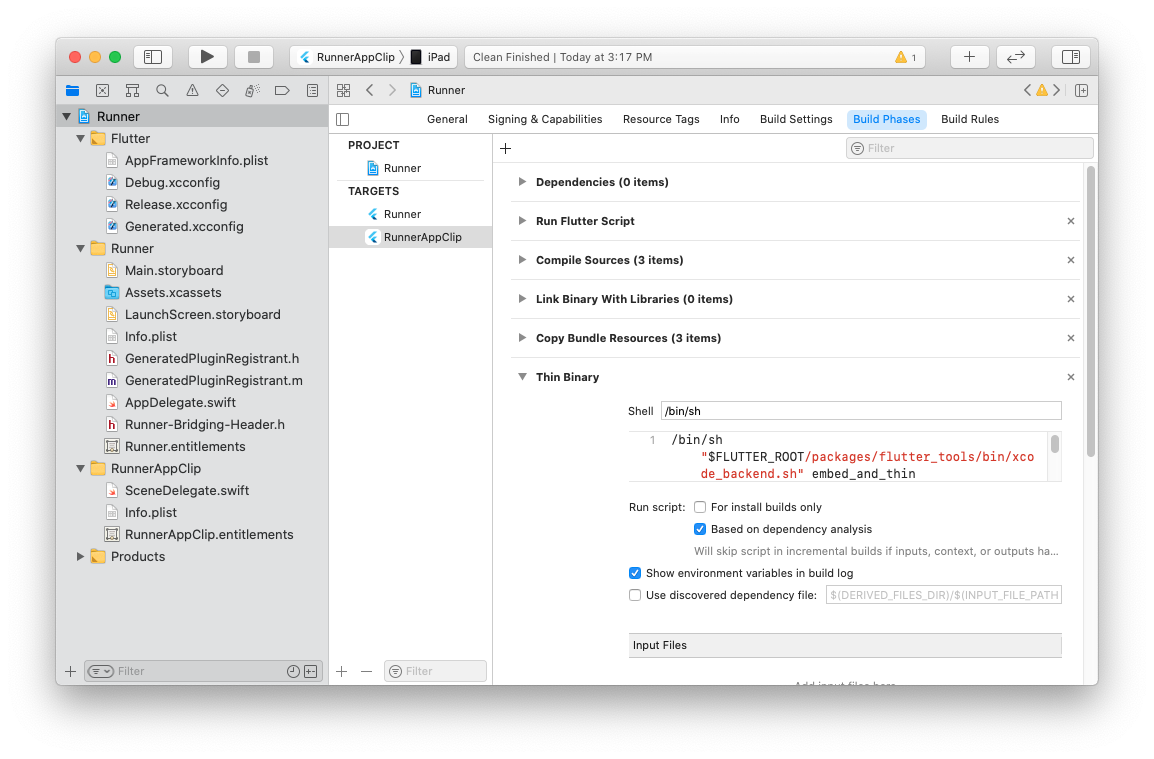 RunnerAppClip
iPad
Clean Finished | Today at 3:17 PM
1
Runner
Flutter
AppFrameworkInfo.plist
Debug.xcconfig
Release.xcconfig
Generated.xcconfig
Runner
Main.storyboard
Assets.xcassets
LaunchScreen.storyboard
Info.plist
GeneratedPluginRegistrant.h
GeneratedPluginRegistrant.m
AppDelegate.swift
Runner-Bridging-Header.h
Runner.entitlements
RunnerAppClip
SceneDelegate.swift
Info.plist
RunnerAppClip.entitlements
Products
Filter
Runner
General
Signing & Capabilities
Resource Tags
Info
Build Settings
Build Phases
Build Rules
PROJECT
Runner
TARGETS
Runner
RunnerAppClip
Filter
Filter
Dependencies (0 items)
Run Flutter Script
Compile Sources (3 items)
Link Binary With Libraries (0 items)
Copy Bundle Resources (3 items)
Thin Binary
Shell /bin/sh
1 /bin/sh
"$FLUTTER_ROOT/packages/flutter_tools/bin/xco
de_backend.sh" embed_and_thin
Run script: For install builds only
Based on dependency analysis
Will skip script in incremental builds if inputs, context, or outputs ha...
Show environment variables in build log
Use discovered dependency file: $(DERIVED_FILES_DIR)/$(INPUT_FILE_PATH
Input Files
Add input files here